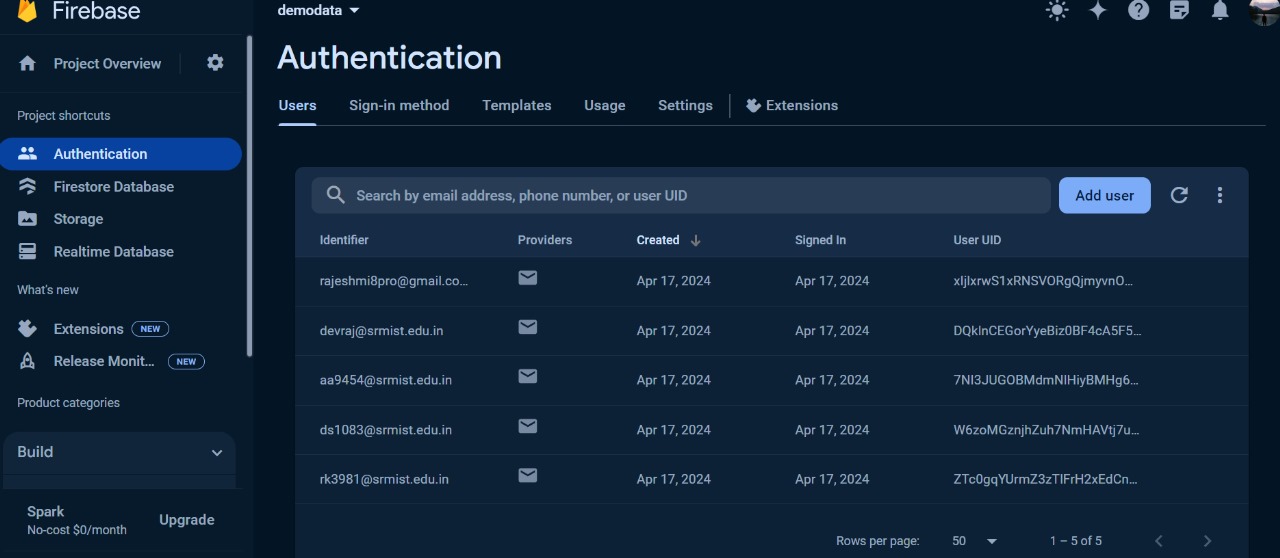 Firebase
demodata
Project Overview
Project shortcuts
Authentication
Firestore Database
Storage
Realtime Database
What's new
Extensions NEW
Release Monit... NEW
Product categories
Build
Spark
No-cost $0/month
Upgrade
Authentication
Users Sign-in method Templates Usage Settings Extensions
Search by email address, phone number, or user UID
Add user
Identifier Providers Created Signed In User UID
rajeshmi8pro@gmail.co... Apr 17, 2024 Apr 17, 2024 xIjlxrwS1xRNSVORgQjmyvnO...
devraj@srmist.edu.in Apr 17, 2024 Apr 17, 2024 DQklnCEGorYyeBiz0BF4cA5F5...
aa9454@srmist.edu.in Apr 17, 2024 Apr 17, 2024 7NI3JUGOBMdmNIHiyBMHg6...
ds1083@srmist.edu.in Apr 17, 2024 Apr 17, 2024 W6zoMGznjhZuh7NmHAVtj7u...
rk3981@srmist.edu.in Apr 17, 2024 Apr 17, 2024 ZTc0gqYUrmZ3zTlFrH2xEdCn...
Rows per page: 50 1 – 5 of 5